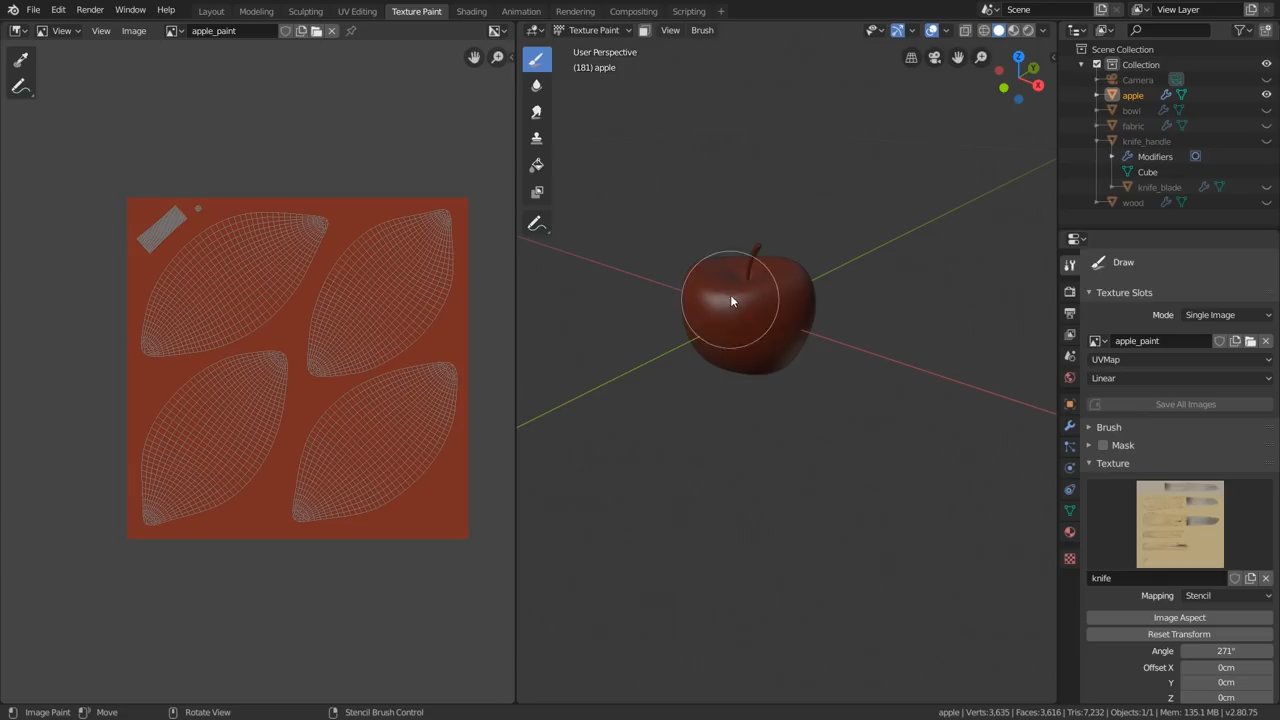 File Edit Render Window Help Layout Modeling Sculpting UV Editing Texture Paint Shading Animation Rendering Compositing Scripting + Scene View Layer
View View Image apple_paint Texture Paint View Brush
User Perspective
(181) apple
Z
Y
X
Scene Collection
Collection
Camera
apple
bowl
fabric
knife_handle
Modifiers
Cube
knife_blade
wood
Draw
Texture Slots
Mode Single Image
apple_paint
UVMap
Linear
Save All Images
Brush
Mask
Texture
knife
Mapping Stencil
Image Aspect
Reset Transform
Angle 271°
Offset X 0cm
Y 0cm
Z 0cm
Image Paint Move Rotate View Stencil Brush Control apple | Verts:3,635 | Faces:3,616 | Tris:7,232 | Objects:1/1 | Mem: 135.1 MB | v2.80.75